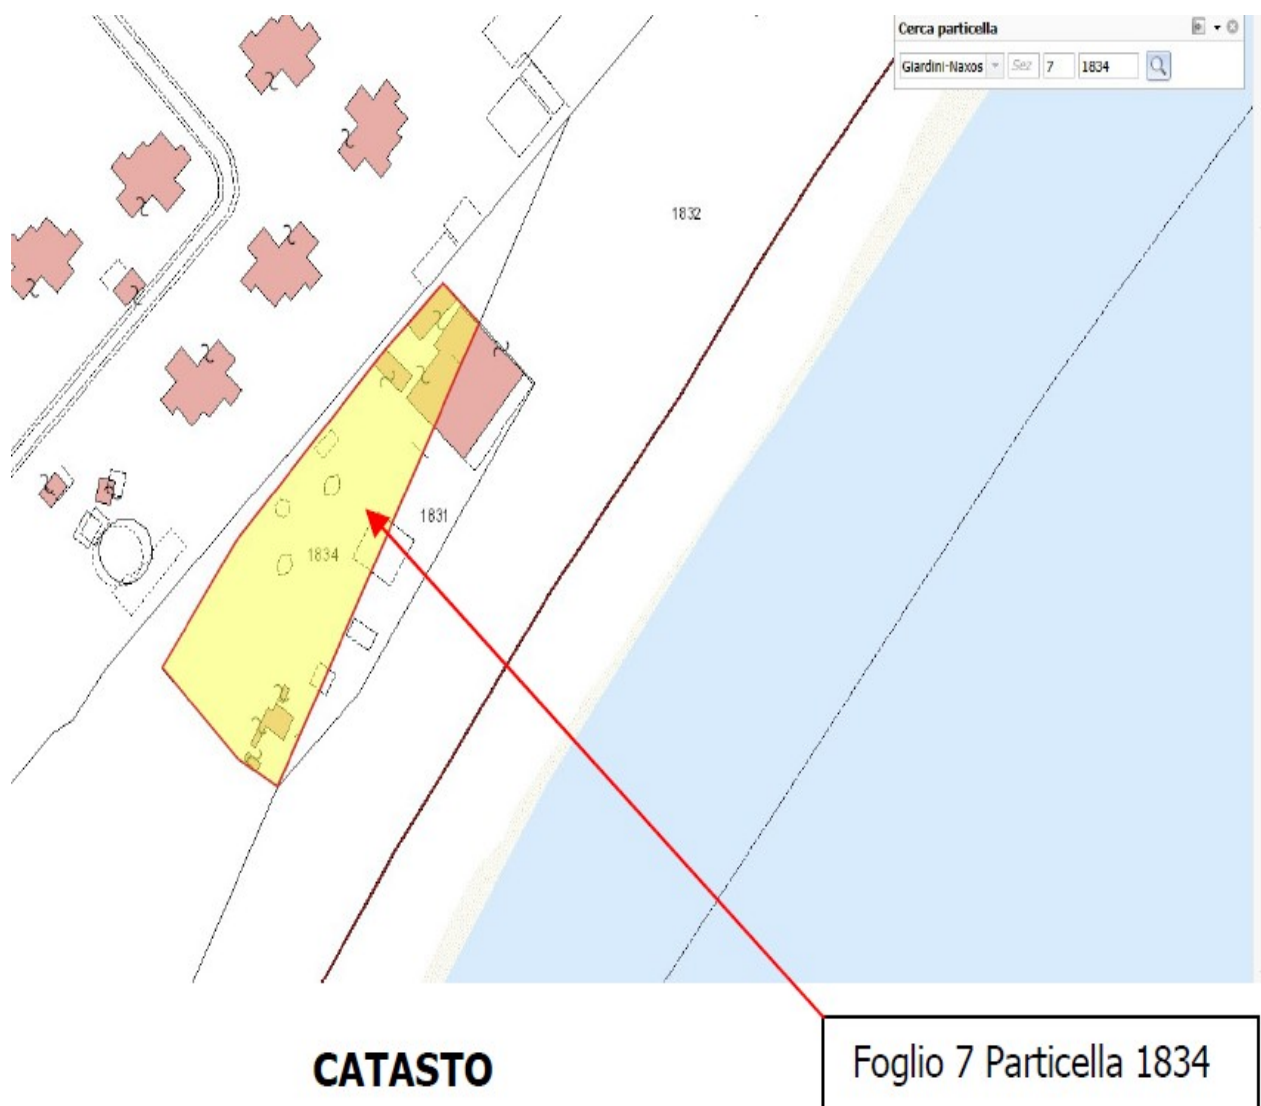 Cerca particella
Giardini-Naxos Sez 7 1834
1832
1831
1834
CATASTO
Foglio 7 Particella 1834